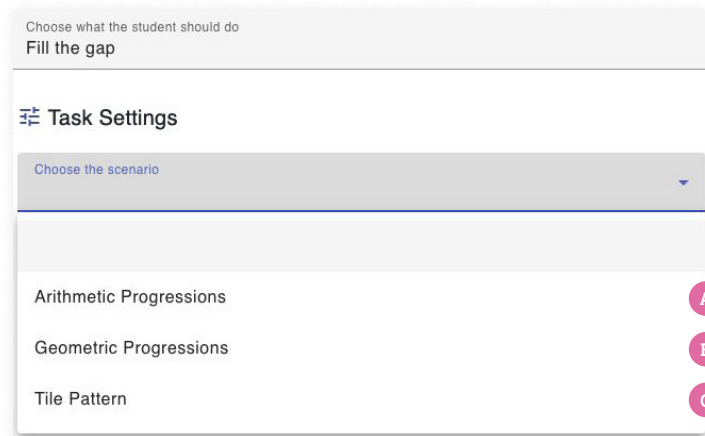 Choose what the student should do
Fill the gap
Task Settings
Choose the scenario
Arithmetic Progressions
Geometric Progressions
Tile Pattern